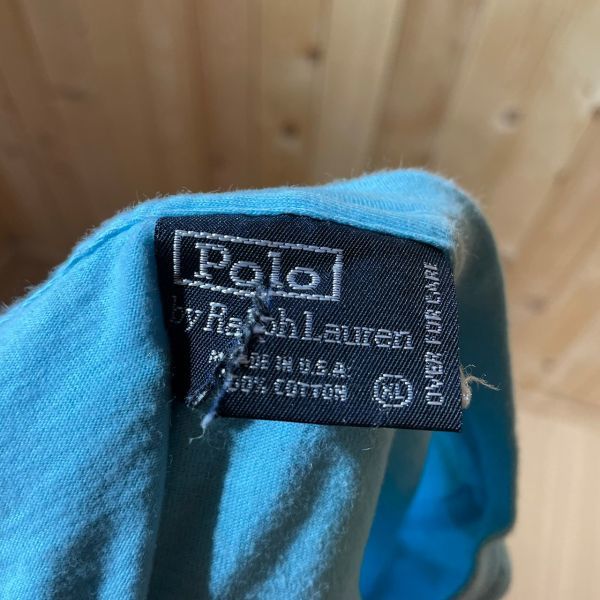 Polo
by Ralph Lauren
MADE IN U.S.A.
100% COTTON
XL
OVER FOR CARE